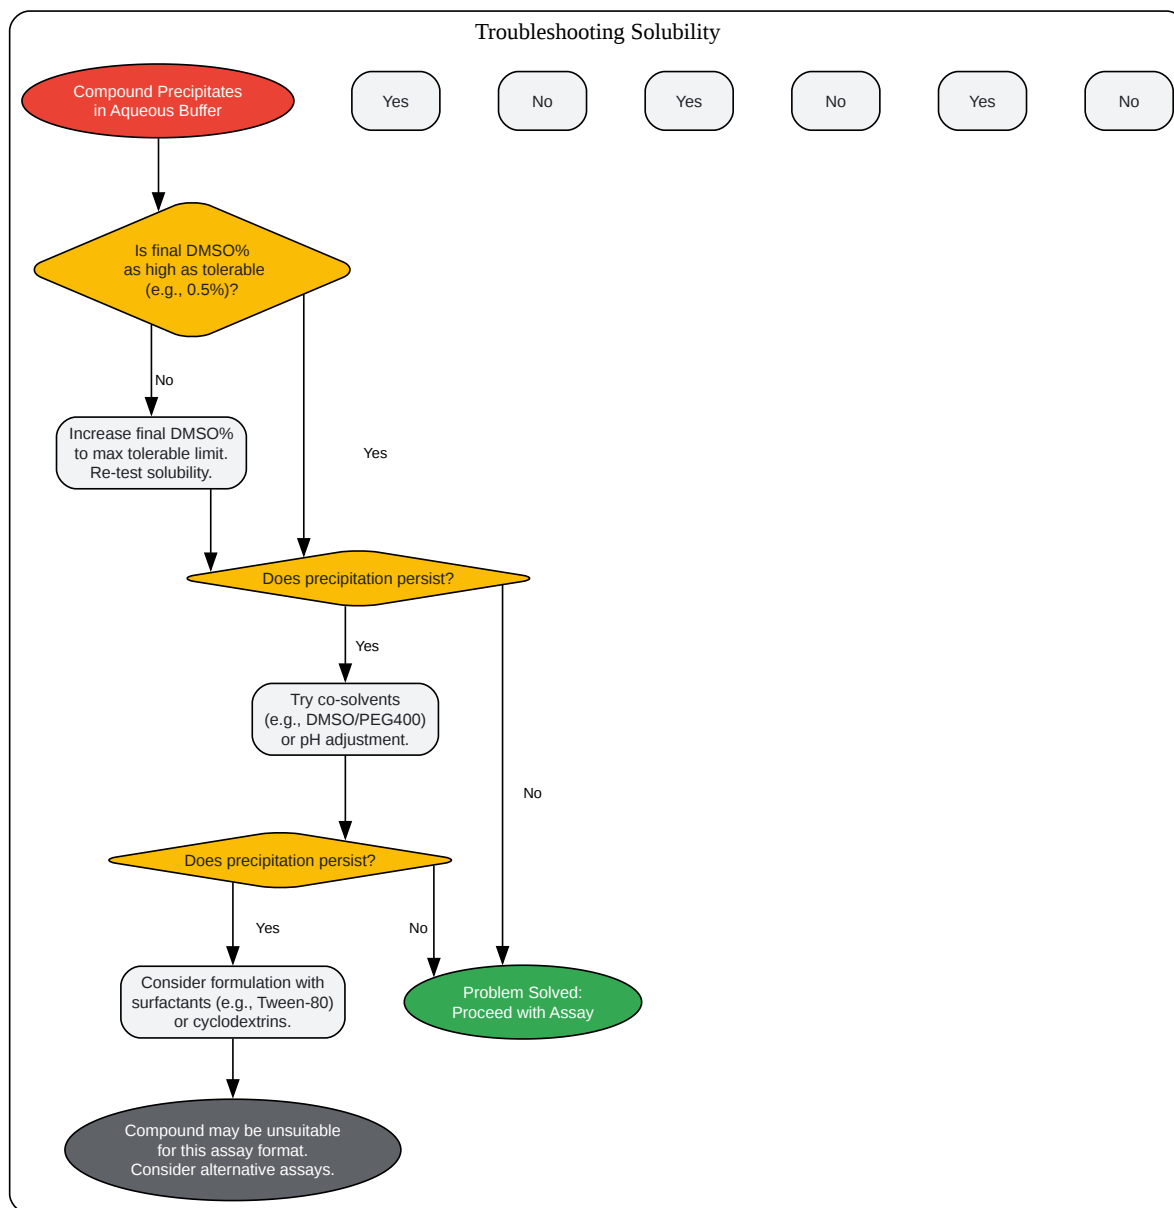 Troubleshooting Solubility
Compound Precipitates
in Aqueous Buffer
Yes
No
Yes
No
Yes
No
Is final DMSO%
as high as tolerable
(e.g., 0.5%)?
No
Increase final DMSO%
to max tolerable limit.
Re-test solubility.
Yes
Does precipitation persist?
Yes
Try co-solvents
(e.g., DMSO/PEG400)
or pH adjustment.
No
Does precipitation persist?
Yes
No
Consider formulation with
surfactants (e.g., Tween-80)
or cyclodextrins.
Problem Solved:
Proceed with Assay
Compound may be unsuitable
for this assay format.
Consider alternative assays.